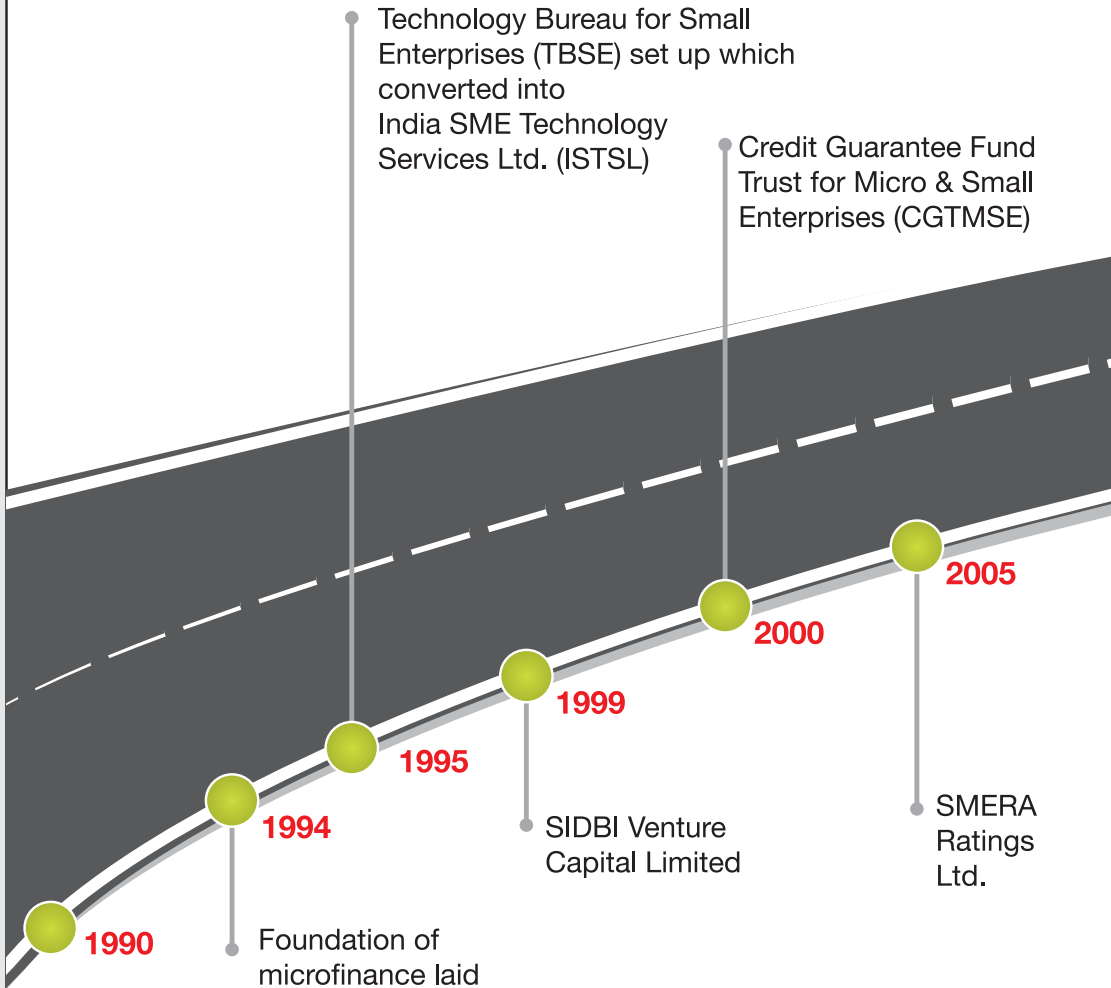 Technology Bureau for Small
Enterprises (TBSE) set up which
converted into
India SME Technology
Services Ltd. (ISTSL)
Credit Guarantee Fund
Trust for Micro & Small
Enterprises (CGTMSE)
2005
2000
1999
1995
1994
1990
SIDBI Venture
Capital Limited
SMERA
Ratings
Ltd.
Foundation of
microfinance laid